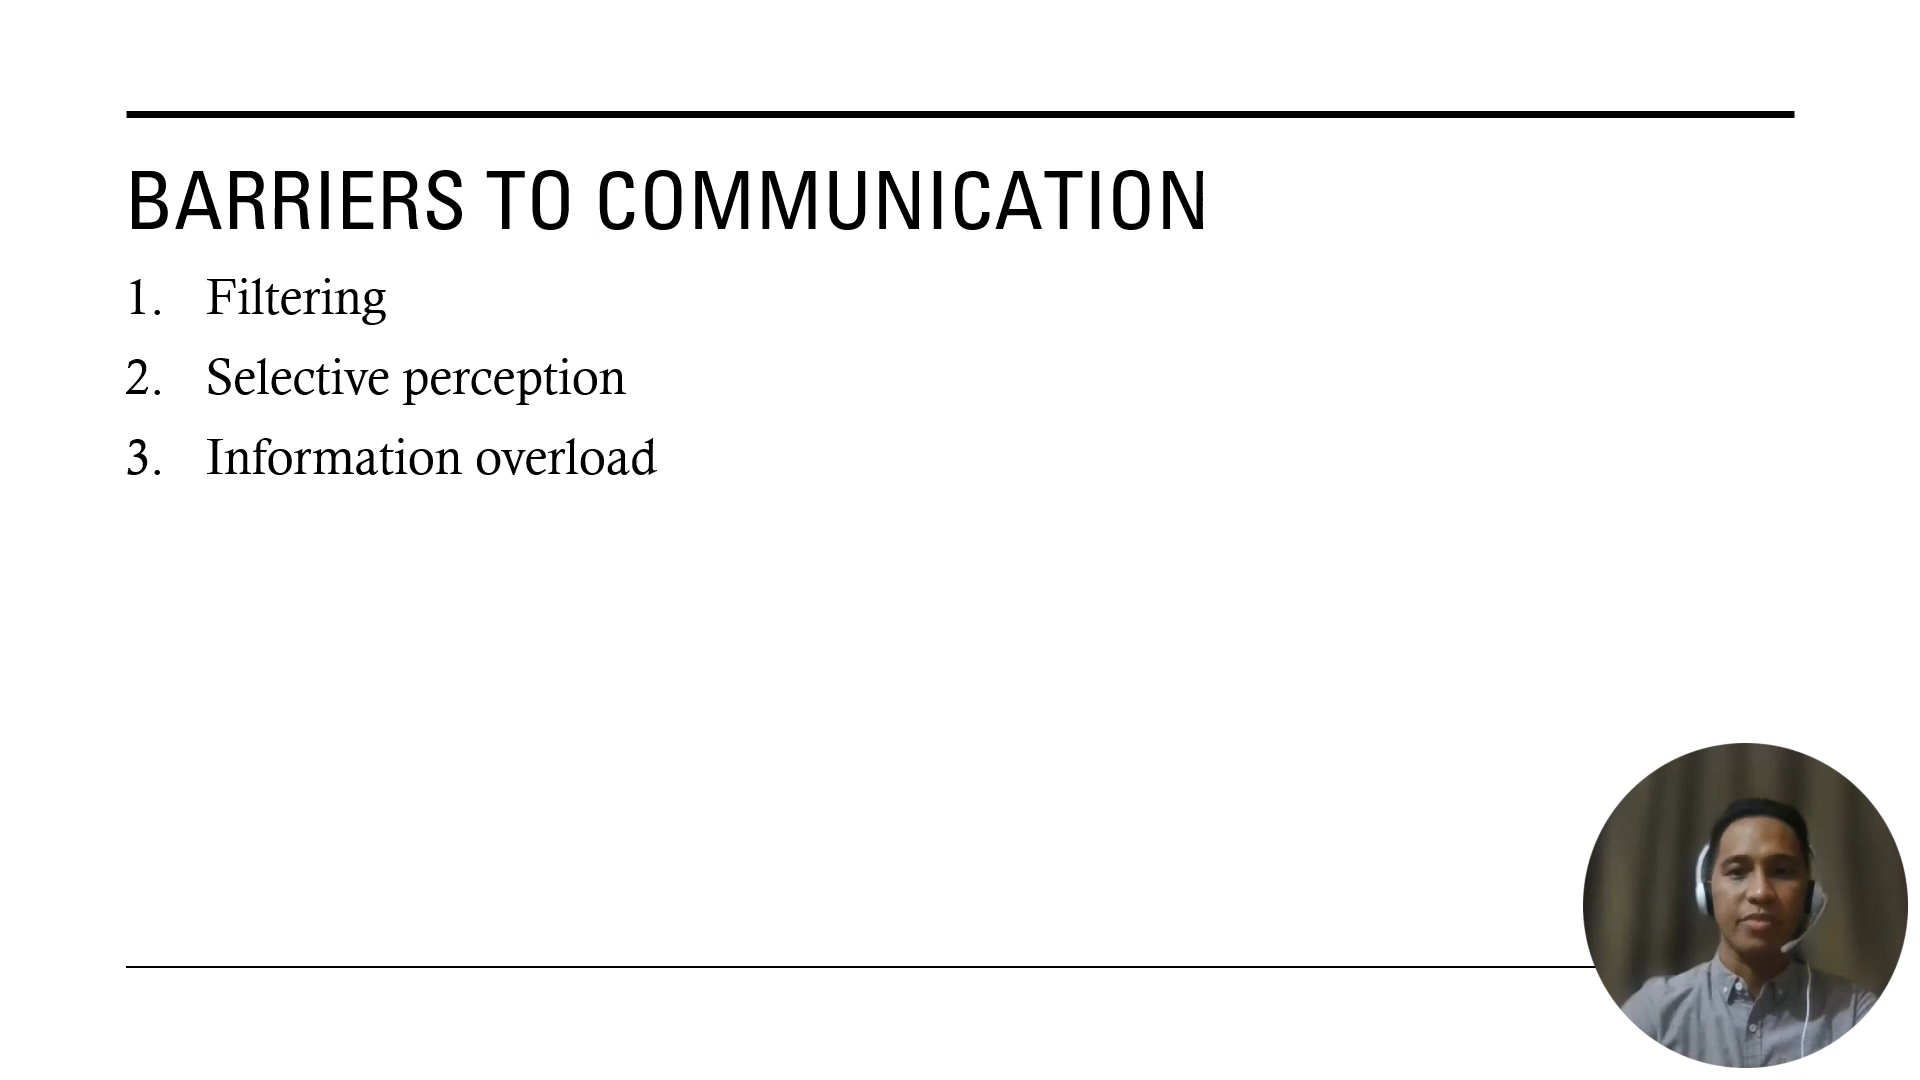 BARRIERS TO COMMUNICATION
1. Filtering
2. Selective perception
3. Information overload